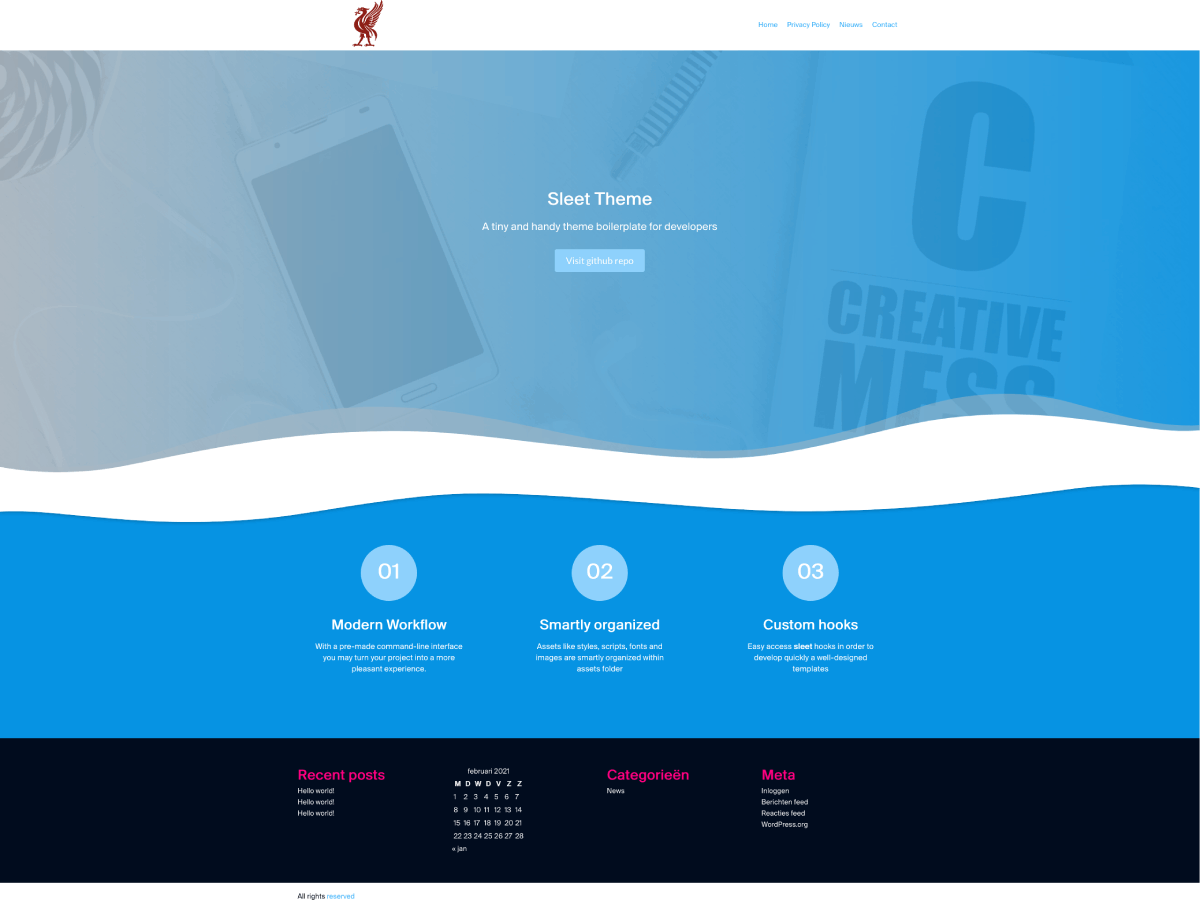 Home Privacy Policy Nieuws Contact
C
CREATIVE
MESS
Sleet Theme
A tiny and handy theme boilerplate for developers
Visit github repo
01
Modern Workflow
With a pre-made command-line interface
you may turn your project into a more
pleasant experience.
02
Smartly organized
Assets like styles, scripts, fonts and
images are smartly organized within
assets folder
03
Custom hooks
Easy access sleet hooks in order to
develop quickly a well-designed
templates
Recent posts
Hello world!
Hello world!
Hello world!
februari 2021
M D W D V Z Z
1 2 3 4 5 6 7
8 9 10 11 12 13 14
15 16 17 18 19 20 21
22 23 24 25 26 27 28
« jan
Categorieën
News
Meta
Inloggen
Berichten feed
Reacties feed
WordPress.org
All rights reserved